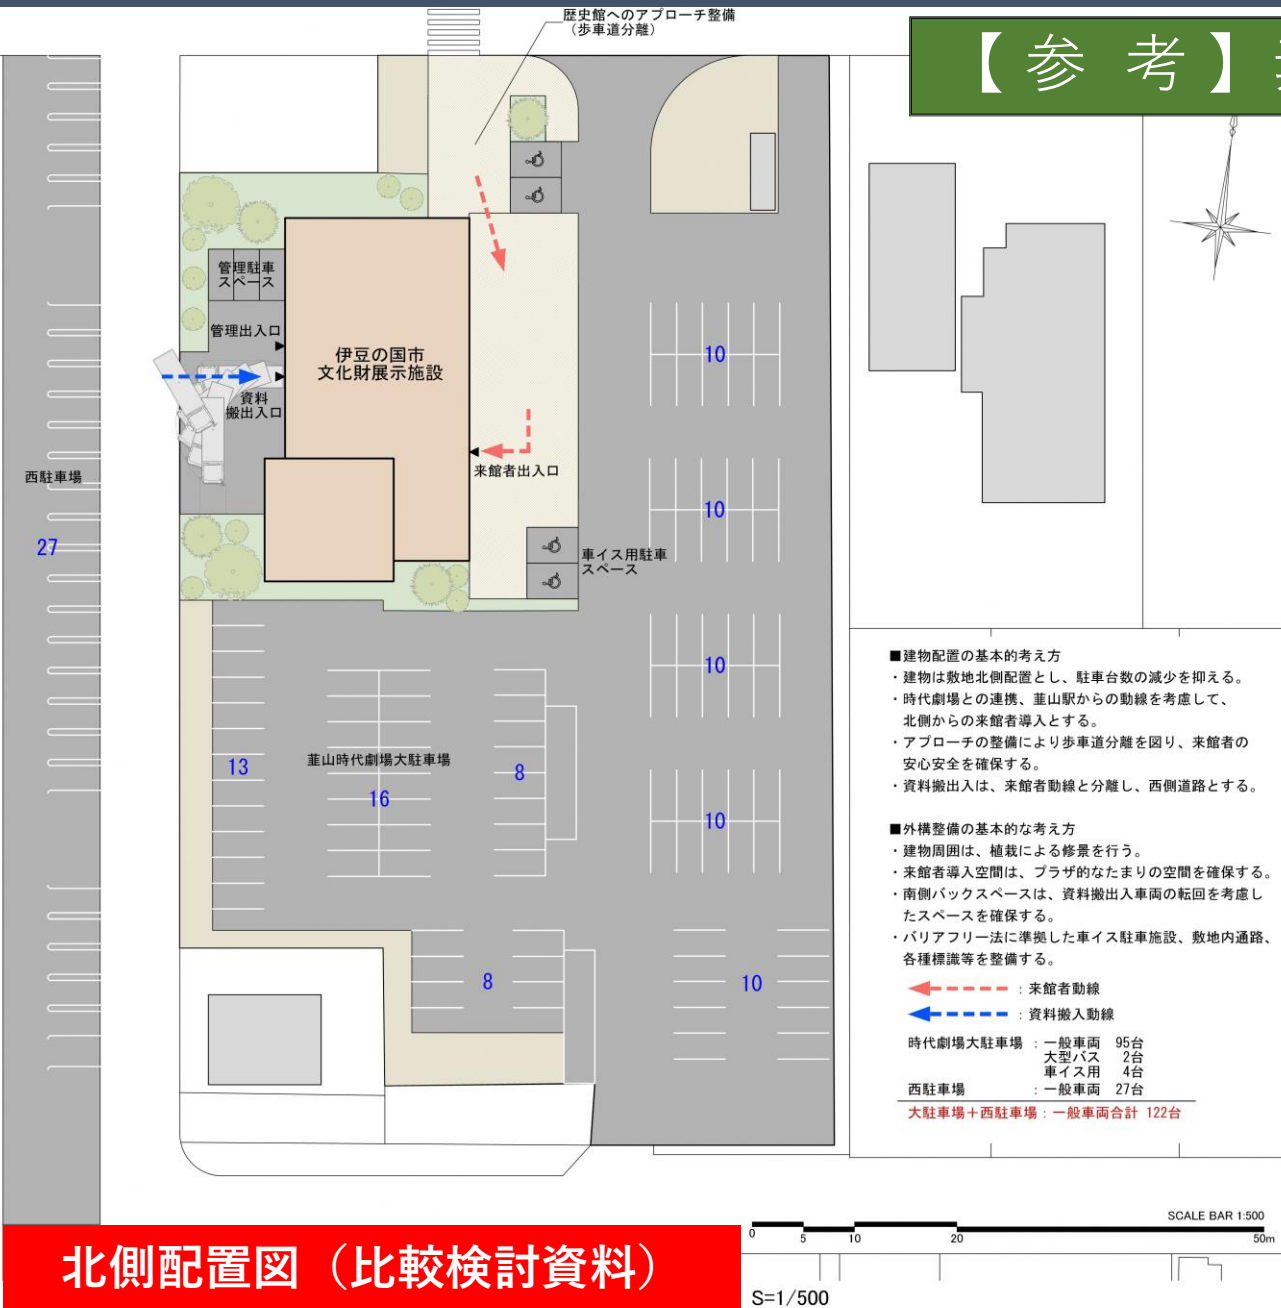 歴史館へのアプローチ整備
（歩車道分離）
【参考】
管理駐車
スペース
管理出入口
資料
搬出入口
伊豆の国市
文化財展示施設
来館者出入口
西駐車場
27
車イス用駐車
スペース
10
10
10
10
13
韮山時代劇場大駐車場
16
8
8
10
■建物配置の基本的考え方
・建物は敷地北側配置とし、駐車台数の減少を抑える。
・時代劇場との連携、韮山駅からの動線を考慮して、
北側からの来館者導入とする。
・アプローチの整備により歩車道分離を図り、来館者の
安心安全を確保する。
・資料搬出入は、来館者動線と分離し、西側道路とする。
■外構整備の基本的な考え方
・建物周囲は、植栽による修景を行う。
・来館者導入空間は、プラザ的なたまりの空間を確保する。
・南側バックスペースは、資料搬出入車両の転回を考慮し
たスペースを確保する。
・バリアフリー法に準拠した車イス駐車施設、敷地内通路、
各種標識等を整備する。
：来館者動線
：資料搬入動線
時代劇場大駐車場：一般車両 95台
大型バス 2台
車イス用 4台
西駐車場：一般車両 27台
大駐車場＋西駐車場：一般車両合計 122台
SCALE BAR 1:500
0 5 10 20 50m
S=1/500
北側配置図（比較検討資料）